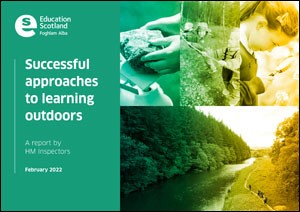 Education
Scotland
Foghlam Alba
Successful
approaches
to learning
outdoors
A report by
HM Inspectors
February 2022